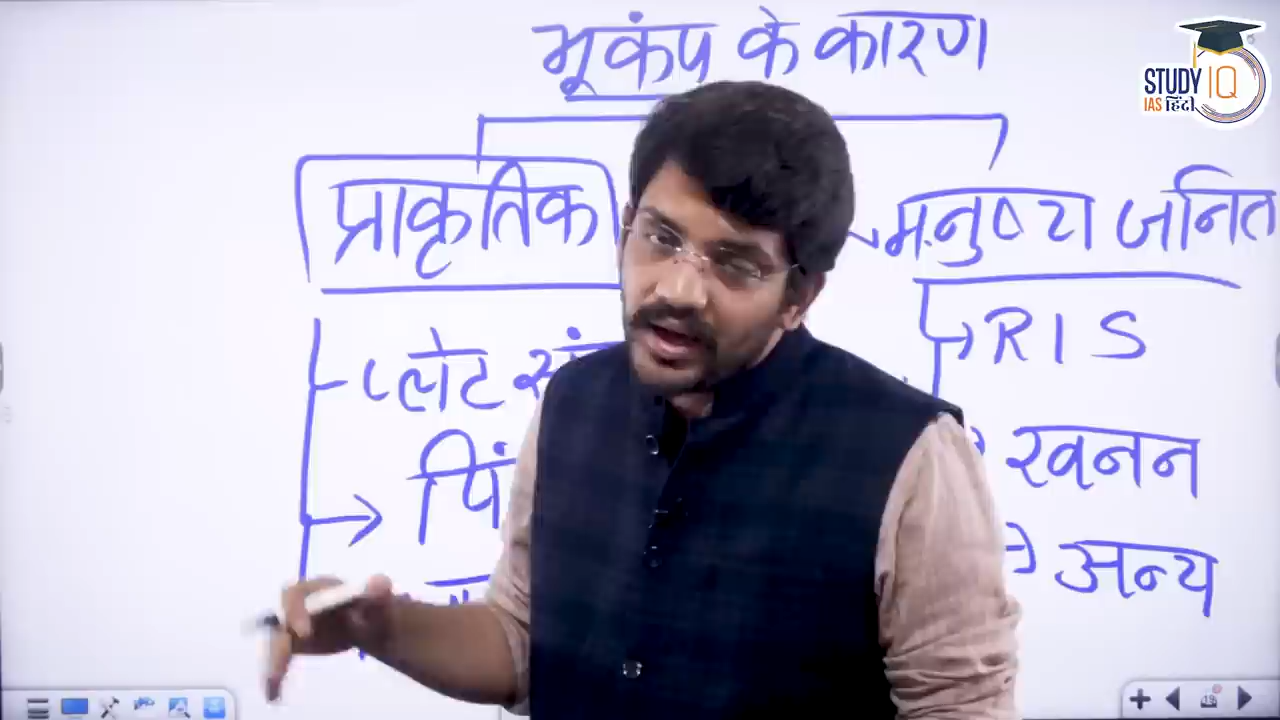 भूकंप के कारण
STUDY IQ
IAS हिंदी
प्राकृतिक
मनुष्य जनित
प्लेट
RIS
खनन
अन्य